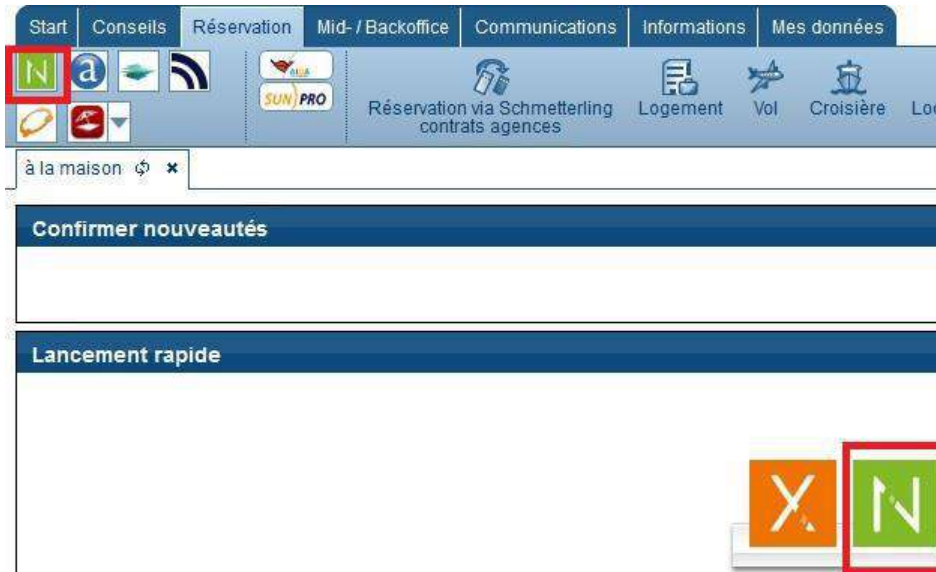 Start Conseils Réservation Mid- / Backoffice Communications Informations Mes données
N a
SUN PRO
Réservation via Schmetterling
contrats agences
Logement Vol Croisière Loc
à la maison
Confirmer nouveautés
Lancement rapide
X N